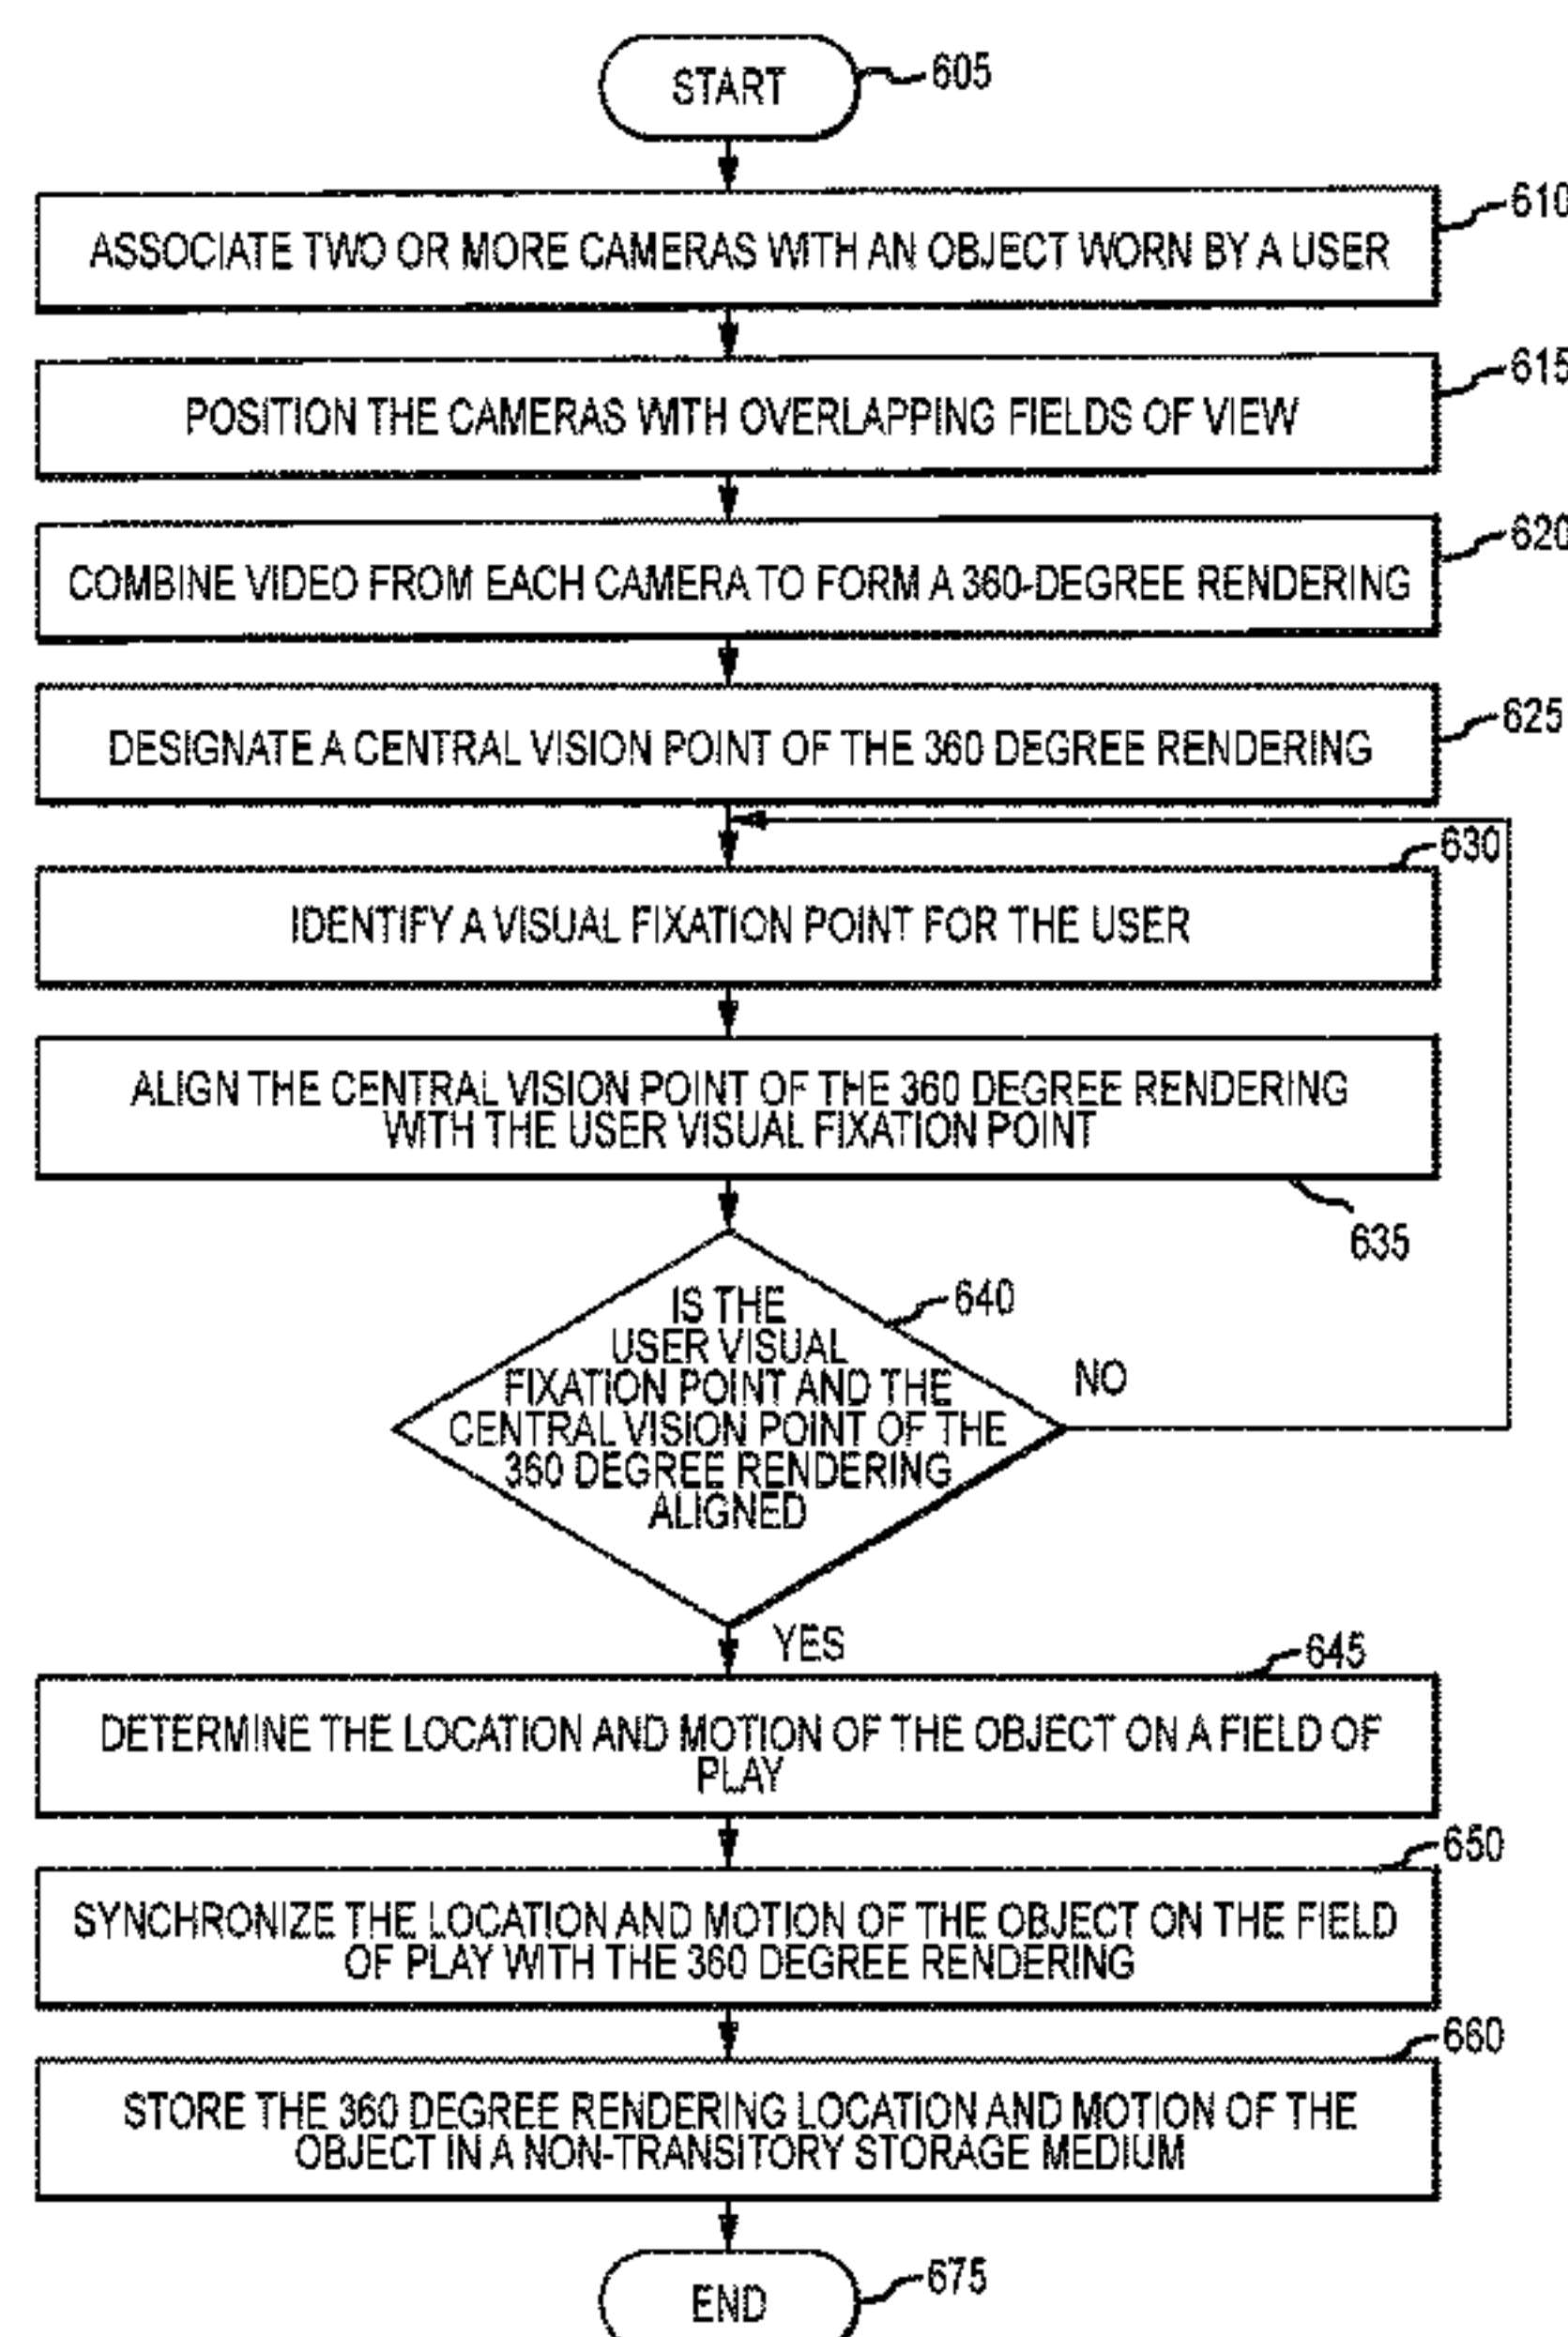 START
605
610
ASSOCIATE TWO OR MORE CAMERAS WITH AN OBJECT WORN BY A USER
615
POSITION THE CAMERAS WITH OVERLAPPING FIELDS OF VIEW
620
COMBINE VIDEO FROM EACH CAMERA TO FORM A 360-DEGREE RENDERING
625
DESIGNATE A CENTRAL VISION POINT OF THE 360 DEGREE RENDERING
630
IDENTIFY A VISUAL FIXATION POINT FOR THE USER
ALIGN THE CENTRAL VISION POINT OF THE 360 DEGREE RENDERING
WITH THE USER VISUAL FIXATION POINT
635
640
IS THE
USER VISUAL
FIXATION POINT AND THE
CENTRAL VISION POINT OF THE
360 DEGREE RENDERING
ALIGNED
NO
YES
645
DETERMINE THE LOCATION AND MOTION OF THE OBJECT ON A FIELD OF
PLAY
650
SYNCHRONIZE THE LOCATION AND MOTION OF THE OBJECT ON THE FIELD
OF PLAY WITH THE 360 DEGREE RENDERING
660
STORE THE 360 DEGREE RENDERING LOCATION AND MOTION OF THE
OBJECT IN A NON-TRANSITORY STORAGE MEDIUM
END
675